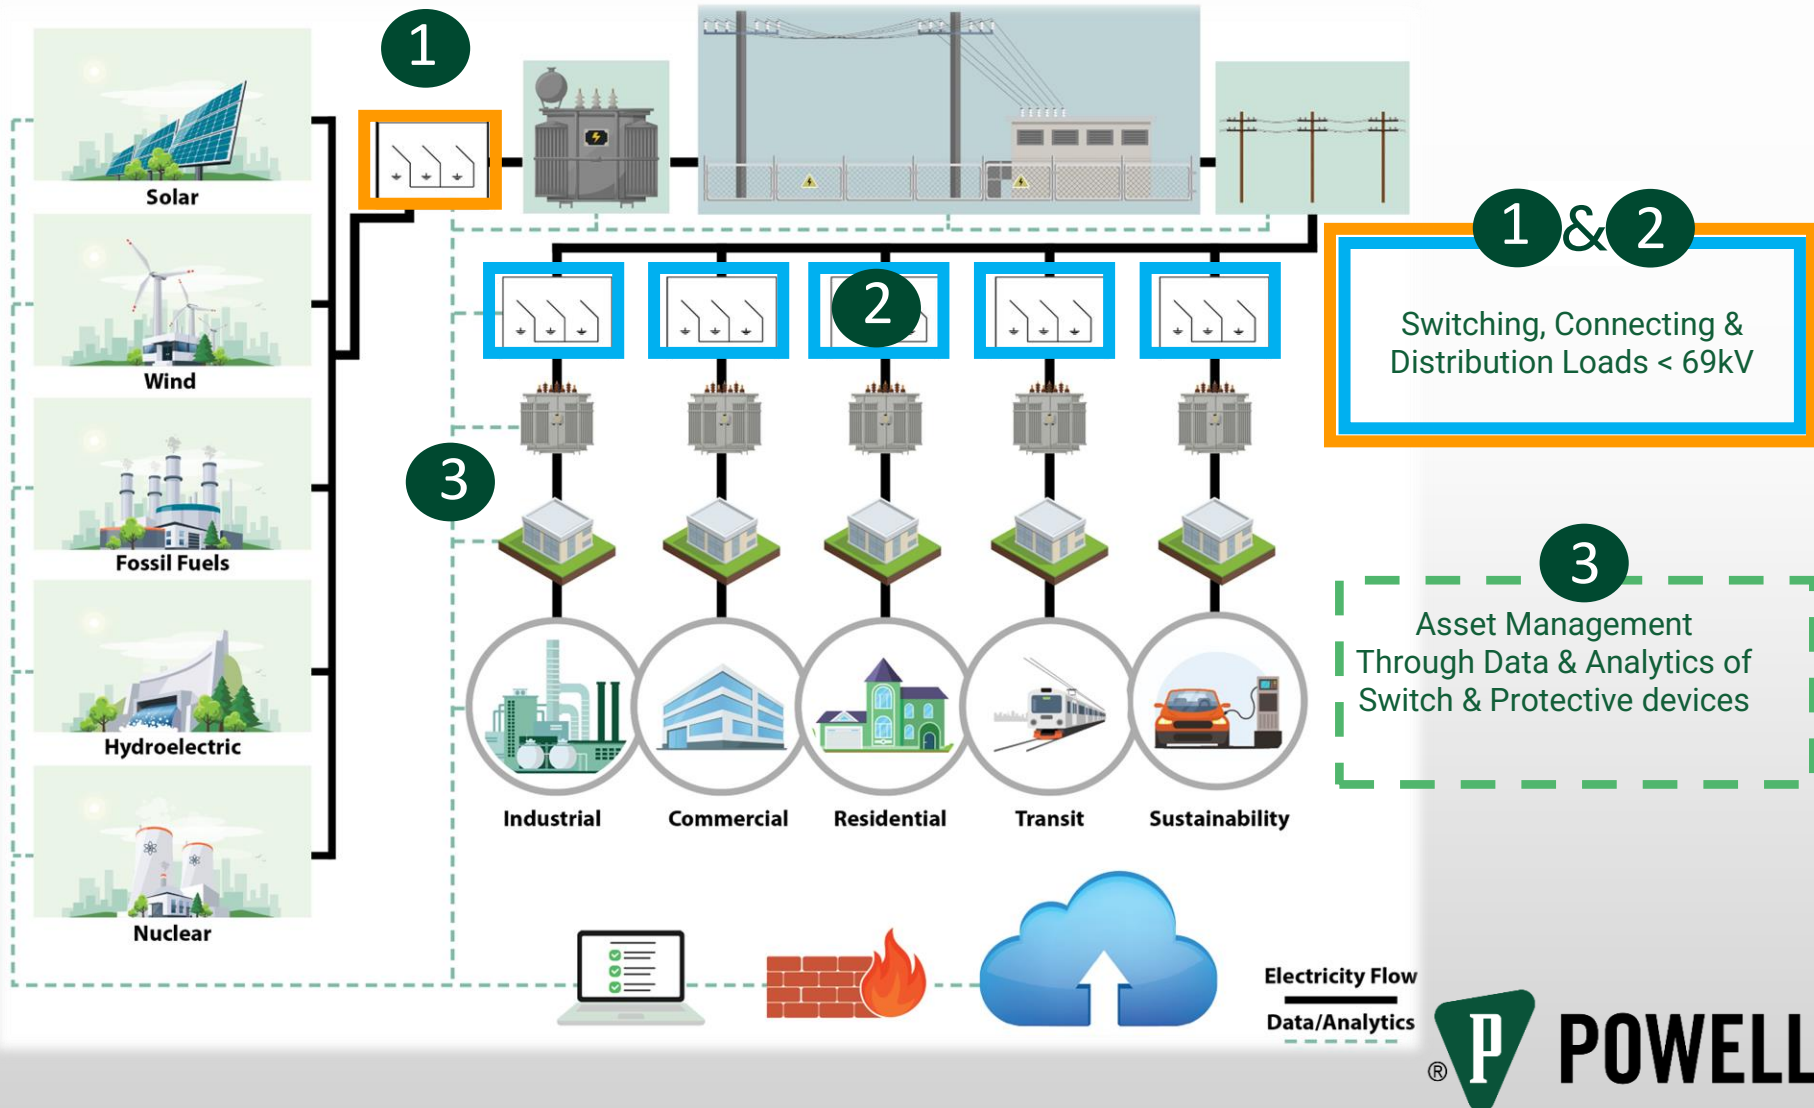 1
Solar
Wind
Fossil Fuels
Hydroelectric
Nuclear
2
3
Industrial
Commercial
Residential
Transit
Sustainability
1 & 2
Switching, Connecting &
Distribution Loads < 69kV
3
Asset Management
Through Data & Analytics of
Switch & Protective devices
Electricity Flow
Data/Analytics
® P POWELL